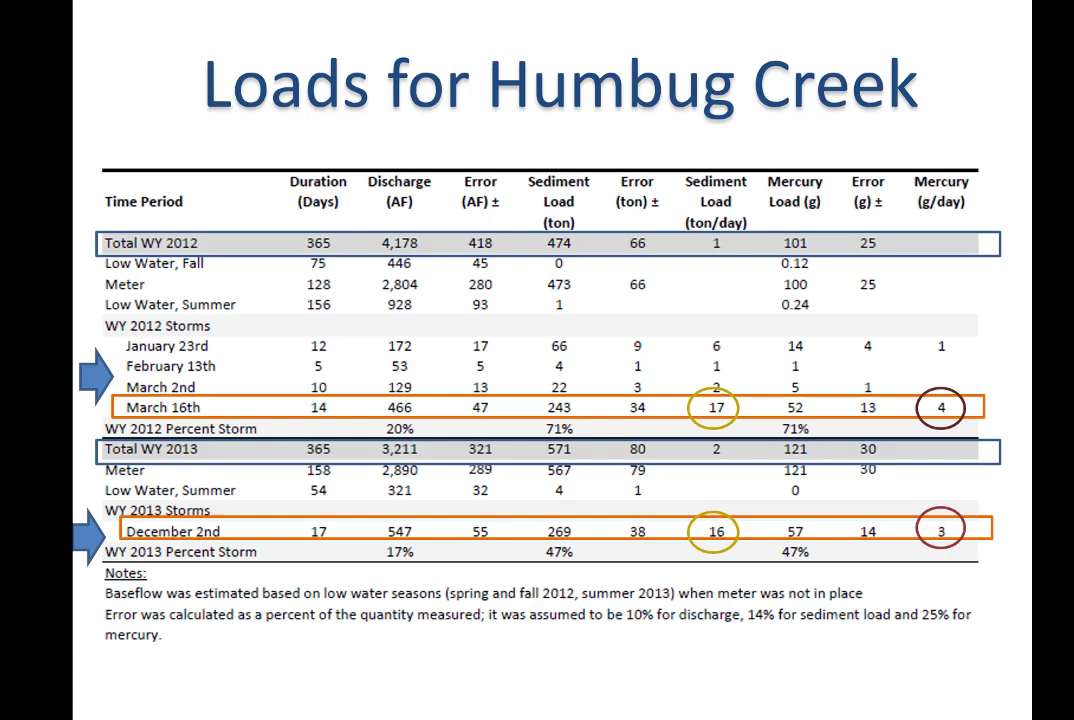 Loads for Humbug Creek
Time Period Duration (Days) Discharge (AF) Error (AF) ± Sediment Load (ton) Error (ton) ± Sediment Load (ton/day) Mercury Load (g) Error (g) ± Mercury (g/day)
Total WY 2012 365 4,178 418 474 66 1 101 25
Low Water, Fall 75 446 45 0 0.12
Meter 128 2,804 280 473 66 100 25
Low Water, Summer 156 928 93 1 0.24
WY 2012 Storms
January 23rd 12 172 17 66 9 6 14 4 1
February 13th 5 53 5 4 1 1 1
March 2nd 10 129 13 22 3 2 5 1
March 16th 14 466 47 243 34 17 52 13 4
WY 2012 Percent Storm 20% 71% 71%
Total WY 2013 365 3,211 321 571 80 2 121 30
Meter 158 2,890 289 567 79 121 30
Low Water, Summer 54 321 32 4 1 0
WY 2013 Storms
December 2nd 17 547 55 269 38 16 57 14 3
WY 2013 Percent Storm 17% 47% 47%
Notes:
Baseflow was estimated based on low water seasons (spring and fall 2012, summer 2013) when meter was not in place
Error was calculated as a percent of the quantity measured; it was assumed to be 10% for discharge, 14% for sediment load and 25% for
mercury.